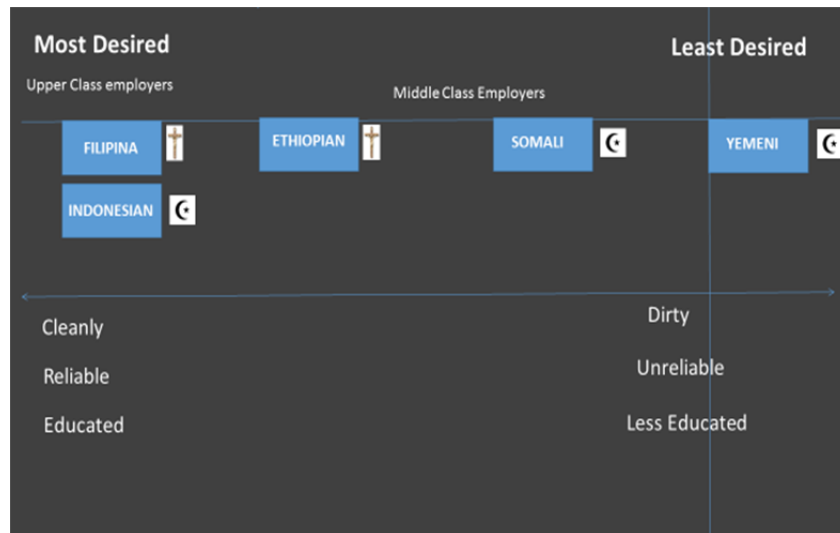 Most Desired
Least Desired
Upper Class employers
Middle Class Employers
FILIPINA
ETHIOPIAN
SOMALI
YEMENI
INDONESIAN
Cleanly
Dirty
Reliable
Unreliable
Educated
Less Educated